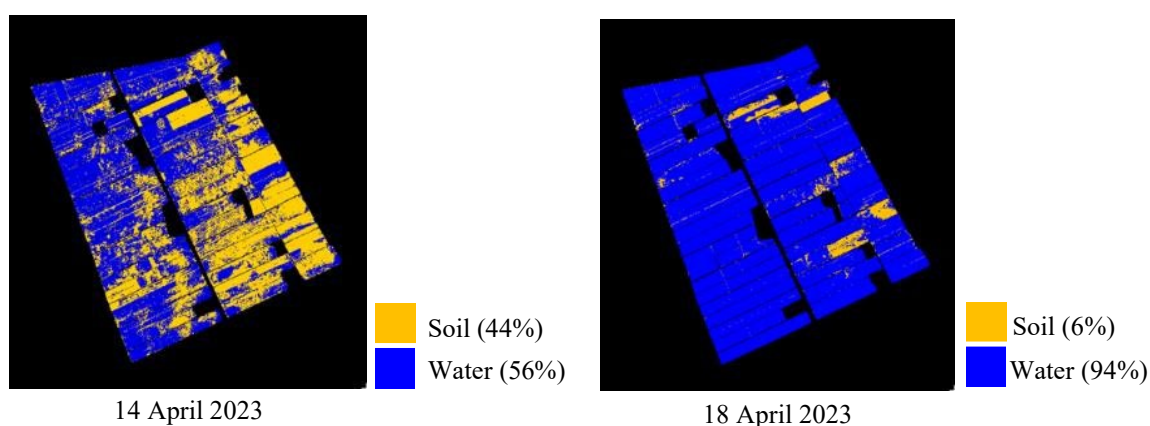 Soil (44%)
Water (56%)
14 April 2023
Soil (6%)
Water (94%)
18 April 2023